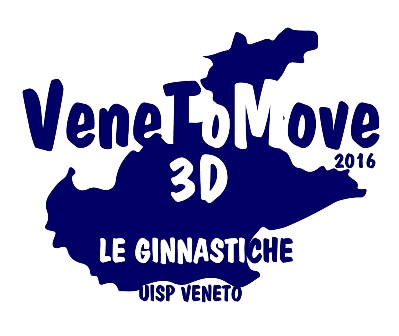 VeneToMove
2016
3D
LE GINNASTICHE
UISP VENETO